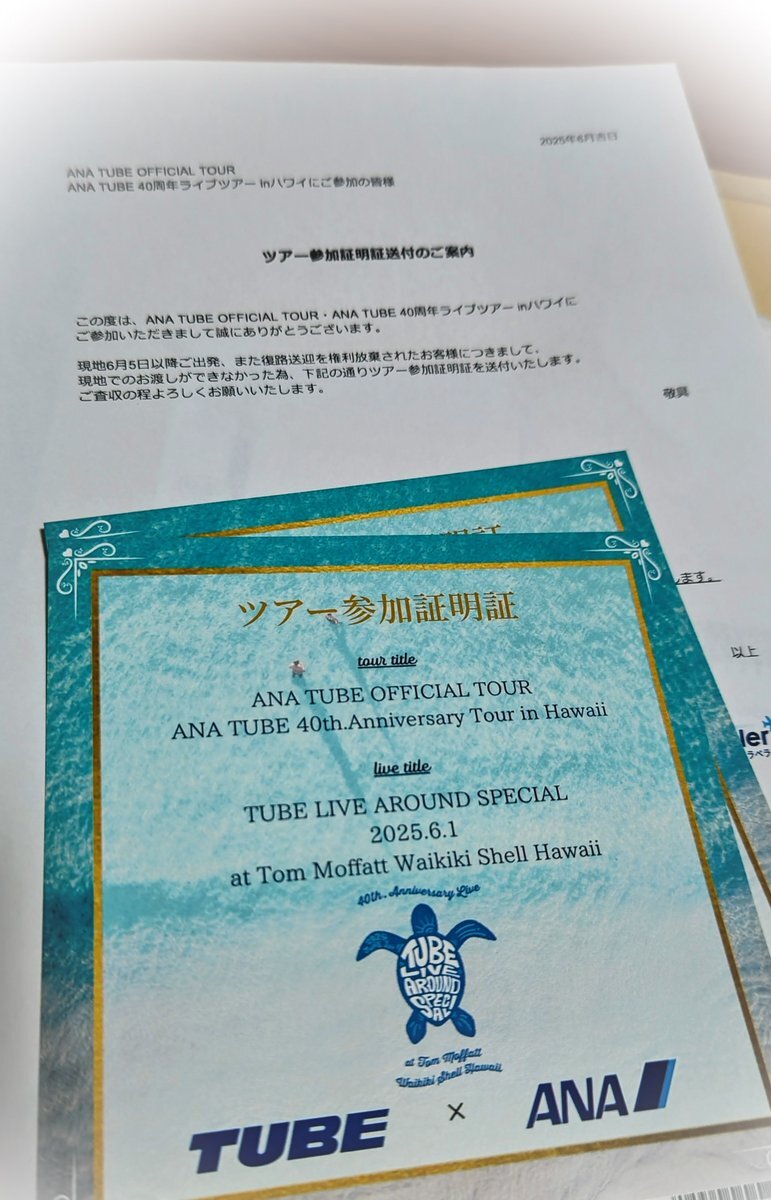 2025年6月吉日
ANA TUBE OFFICIAL TOUR
ANA TUBE 40周年ライブツアー inハワイにご参加の皆様
ツアー参加証明証送付のご案内
この度は、ANA TUBE OFFICIAL TOUR・ANA TUBE 40周年ライブツアー inハワイに
ご参加いただきまして誠にありがとうございます。
現地6月5日以降ご出発、また復路送迎を権利放棄されたお客様につきまして、
現地でのお渡しができなかった為、下記の通りツアー参加証明証を送付いたします。
ご査収の程よろしくお願いいたします。
敬具
ます。
以上
ツアー参加証明証
tour title
ANA TUBE OFFICIAL TOUR
ANA TUBE 40th.Anniversary Tour in Hawaii
live title
TUBE LIVE AROUND SPECIAL
2025.6.1
at Tom Moffatt Waikiki Shell Hawaii
40th. Anniversary Live
TUBE
LIVE
AROUND
SPECI
AL
at Tom Moffatt
Waikiki Shell Hawaii
TUBE × ANA